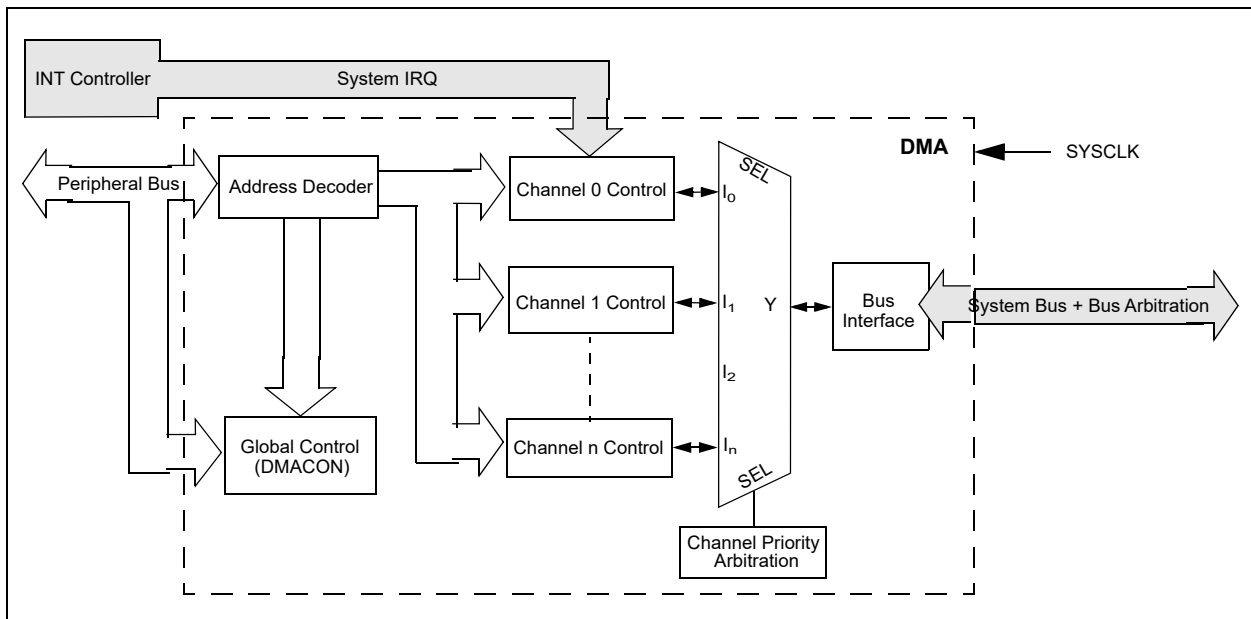 INT Controller
System IRQ
DMA
SYSCLK
Peripheral Bus
Address Decoder
Channel 0 Control
SEL
I₀
Channel 1 Control
I₁
Y
Bus
Interface
System Bus + Bus Arbitration
I₂
Global Control
(DMACON)
Channel n Control
Iₙ
SEL
Channel Priority
Arbitration